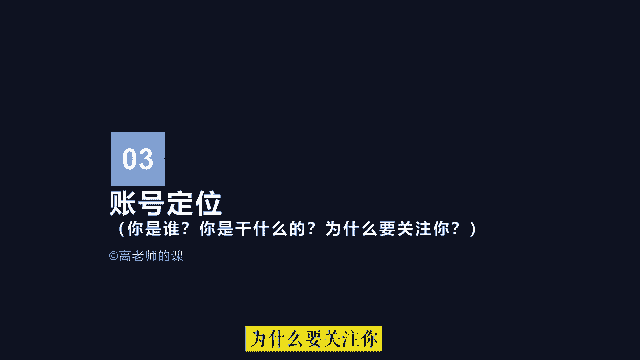 03
账号定位
（你是谁？你是干什么的？为什么要关注你？）
©高老师的课
为什么要关注你